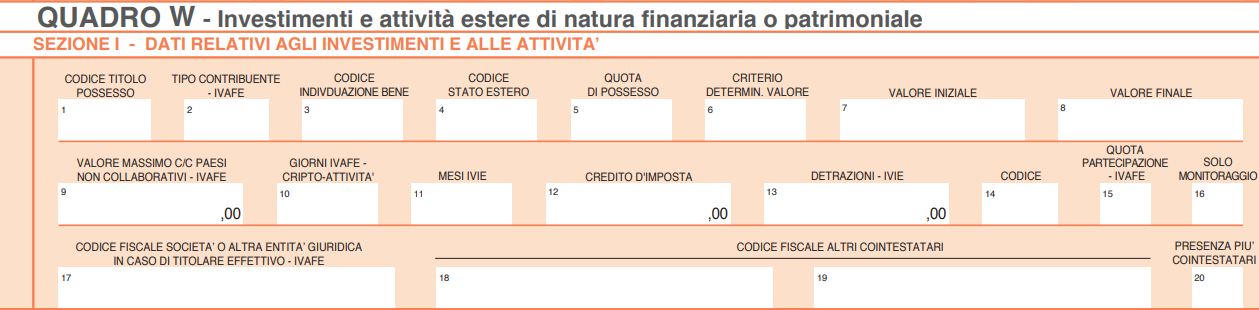 QUADRO W - Investimenti e attività estere di natura finanziaria o patrimoniale
SEZIONE I - DATI RELATIVI AGLI INVESTIMENTI E ALLE ATTIVITA'
CODICE TITOLO
POSSESSO
1
TIPO CONTRIBUENTE
- IVAFE
2
CODICE
INDIVDUAZIONE BENE
3
CODICE
STATO ESTERO
4
QUOTA
DI POSSESSO
5
CRITERIO
DETERMIN. VALORE
6
VALORE INIZIALE
7
VALORE FINALE
8
VALORE MASSIMO C/C PAESI
NON COLLABORATIVI - IVAFE
9
,00
GIORNI IVAFE -
CRIPTO-ATTIVITA'
10
MESI IVIE
11
CREDITO D'IMPOSTA
12
,00
DETRAZIONI - IVIE
13
,00
CODICE
14
QUOTA
PARTECIPAZIONE
- IVAFE
15
SOLO
MONITORAGGIO
16
CODICE FISCALE SOCIETA' O ALTRA ENTITA' GIURIDICA
IN CASO DI TITOLARE EFFETTIVO - IVAFE
17
CODICE FISCALE ALTRI COINTESTATARI
18
19
PRESENZA PIU'
COINTESTATARI
20